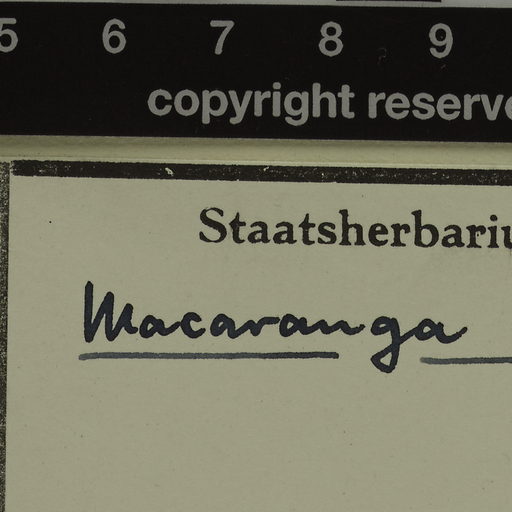 5 6 7 8 9
copyright reserve
Staatsherbariu
Macaranga